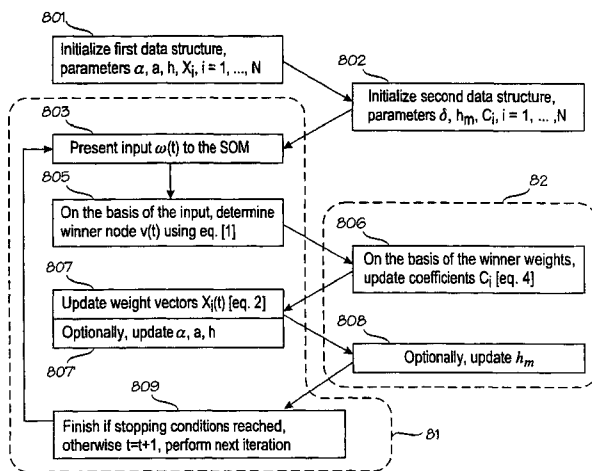 801
Initialize first data structure,
parameters α, a, h, Xi, i = 1, ..., N
802
Initialize second data structure,
parameters δ, hm, Ci, i = 1, ... ,N
803
Present input ω(t) to the SOM
805
On the basis of the input, determine
winner node v(t) using eq. [1]
82
806
On the basis of the winner weights,
update coefficients Ci [eq. 4]
807
Update weight vectors Xi(t) [eq. 2]
Optionally, update α, a, h
807'
808
Optionally, update hm
809
Finish if stopping conditions reached,
otherwise t=t+1, perform next iteration
81